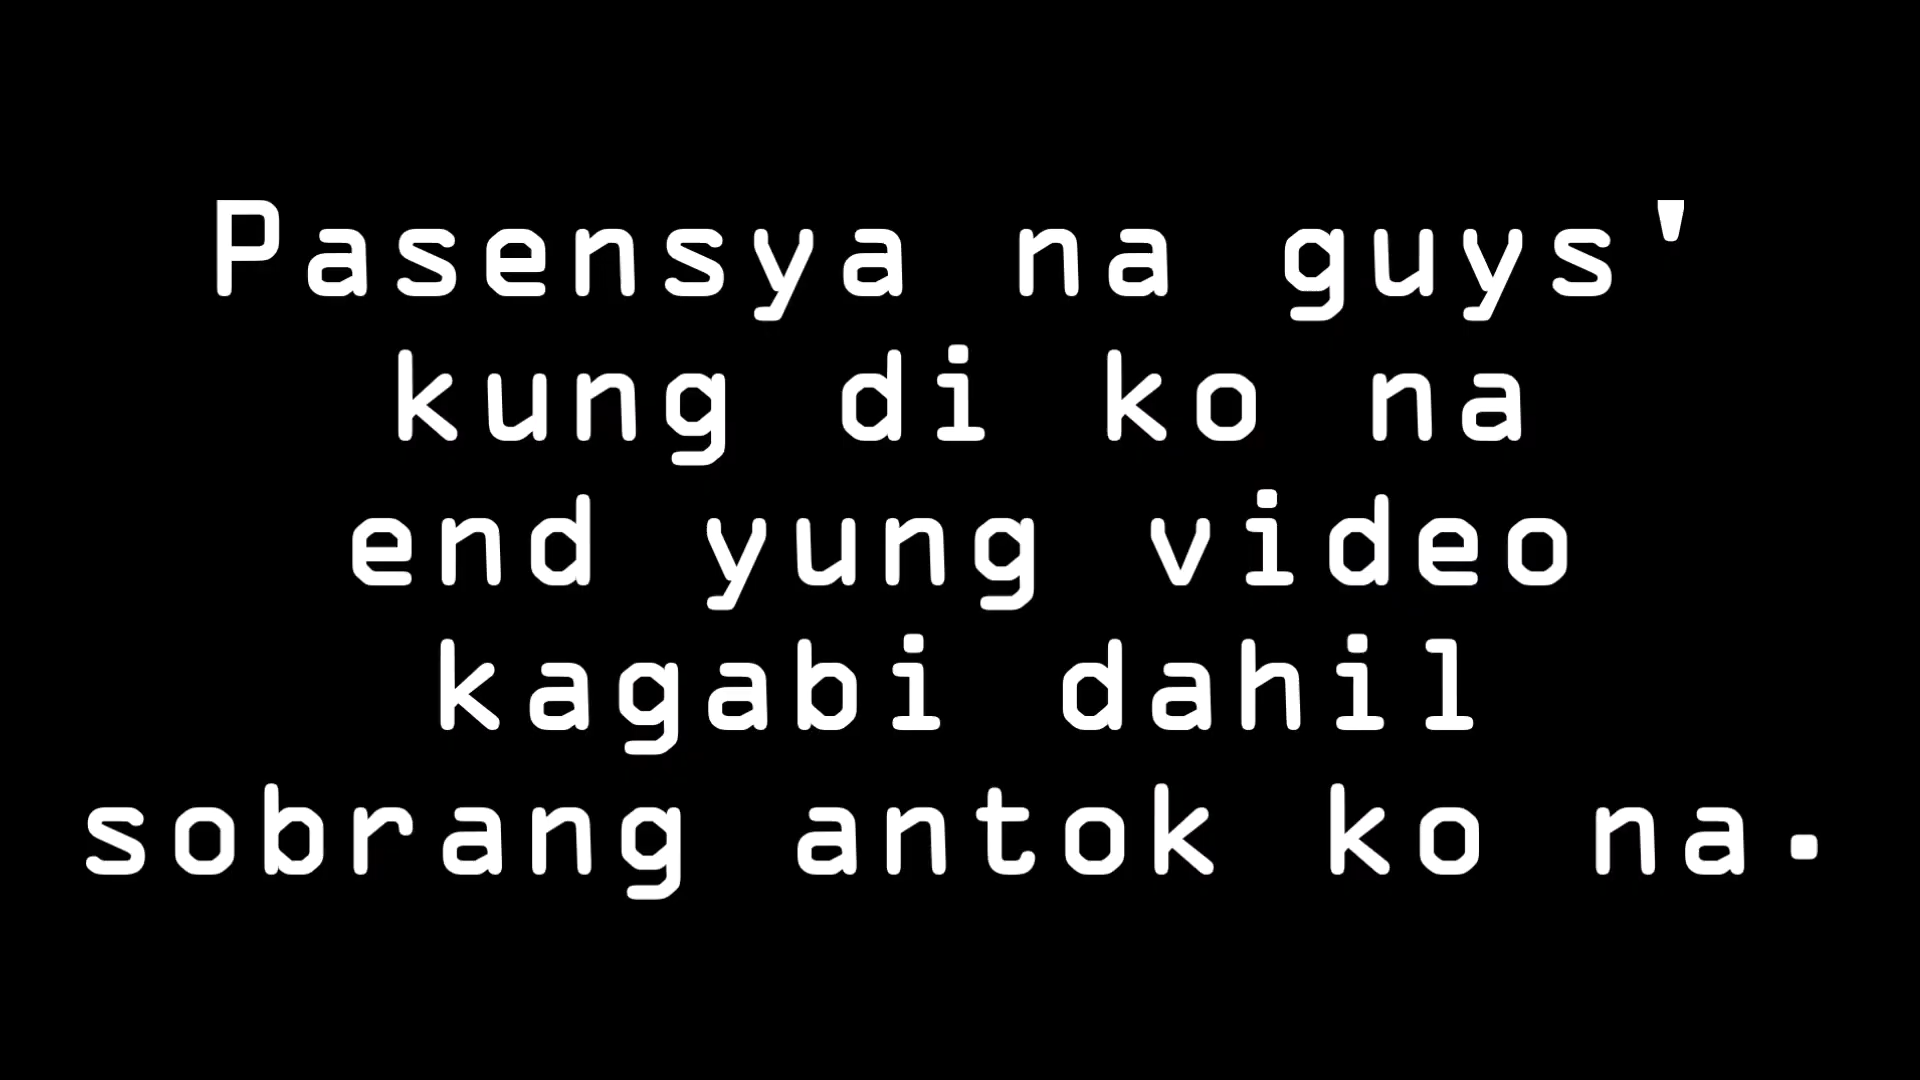 Pasensya na guys'
kung di ko na
end yung video
kagabi dahil
sobrang antok ko na.